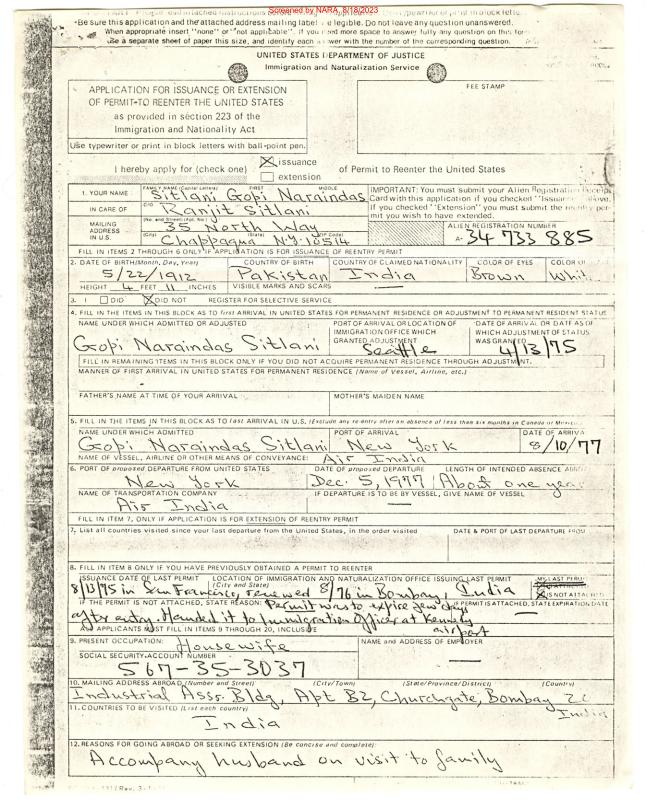 Screened by NARA, 8/18/2023
•Be sure this application and the attached address mailing label are legible. Do not leave any question unanswered.
When appropriate insert "none" or "not applicable". If you need more space to answer fully any question on this form
use a separate sheet of paper this size, and identify each answer with the number of the corresponding question.
UNITED STATES DEPARTMENT OF JUSTICE
Immigration and Naturalization Service
APPLICATION FOR ISSUANCE OR EXTENSION
OF PERMIT TO REENTER THE UNITED STATES
as provided in section 223 of the
Immigration and Nationality Act
FEE STAMP
Use typewriter or print in block letters with ball-point pen.
I hereby apply for (check one) X issuance of Permit to Reenter the United States
extension
1. YOUR NAME FAMILY NAME (Capital Letters) FIRST MIDDLE
Sitlani Gopi Naraindas
IN CARE OF C/O Ranjit Sitlani
MAILING ADDRESS IN U.S. (No. and Street) (Apt. No.) 35 North Way
(City) (State) (ZIP Code)
Chappaqua N.Y. 10514
IMPORTANT: You must submit your Alien Registration Receipt
Card with this application if you checked "Issuance" above.
If you checked "Extension" you must submit the reentry per-
mit you wish to have extended.
ALIEN REGISTRATION NUMBER
A- 34 733 885
FILL IN ITEMS 2 THROUGH 6 ONLY IF APPLICATION IS FOR ISSUANCE OF REENTRY PERMIT
2. DATE OF BIRTH (Month, Day, Year) COUNTRY OF BIRTH COUNTRY OF CLAIMED NATIONALITY COLOR OF EYES COLOR OF
5/22/1912 Pakistan India Brown Whit
HEIGHT 4 FEET 11 INCHES VISIBLE MARKS AND SCARS —
3. I DID X DID NOT REGISTER FOR SELECTIVE SERVICE
4. FILL IN THE ITEMS IN THIS BLOCK AS TO first ARRIVAL IN UNITED STATES FOR PERMANENT RESIDENCE OR ADJUSTMENT TO PERMANENT RESIDENT STATUS
NAME UNDER WHICH ADMITTED OR ADJUSTED PORT OF ARRIVAL OR LOCATION OF IMMIGRATION OFFICE WHICH GRANTED ADJUSTMENT DATE OF ARRIVAL OR DATE AS OF WHICH ADJUSTMENT OF STATUS WAS GRANTED
Gopi Naraindas Sitlani Seattle 4/13/75
FILL IN REMAINING ITEMS IN THIS BLOCK ONLY IF YOU DID NOT ACQUIRE PERMANENT RESIDENCE THROUGH ADJUSTMENT.
MANNER OF FIRST ARRIVAL IN UNITED STATES FOR PERMANENT RESIDENCE (Name of Vessel, Airline, etc.)
FATHER'S NAME AT TIME OF YOUR ARRIVAL MOTHER'S MAIDEN NAME
5. FILL IN THE ITEMS IN THIS BLOCK AS TO last ARRIVAL IN U.S. (Exclude any re-entry after an absence of less than six months in Canada or Mexico)
NAME UNDER WHICH ADMITTED PORT OF ARRIVAL DATE OF ARRIVAL
Gopi Naraindas Sitlani New York 8/10/77
NAME OF VESSEL, AIRLINE OR OTHER MEANS OF CONVEYANCE: Air India
6. PORT OF proposed DEPARTURE FROM UNITED STATES DATE OF proposed DEPARTURE LENGTH OF INTENDED ABSENCE
New York Dec. 5, 1977 About one year
NAME OF TRANSPORTATION COMPANY IF DEPARTURE IS TO BE BY VESSEL, GIVE NAME OF VESSEL
Air India —
FILL IN ITEM 7, ONLY IF APPLICATION IS FOR EXTENSION OF REENTRY PERMIT
7. List all countries visited since your last departure from the United States, in the order visited DATE & PORT OF LAST DEPARTURE FROM
8. FILL IN ITEM 8 ONLY IF YOU HAVE PREVIOUSLY OBTAINED A PERMIT TO REENTER
ISSUANCE DATE OF LAST PERMIT LOCATION OF IMMIGRATION AND NATURALIZATION OFFICE ISSUING LAST PERMIT (City and State) MY LAST PERMIT
8/13/75 in San Francisco, renewed 8/76 in Bombay, India X IS NOT ATTACHED
IF THE PERMIT IS NOT ATTACHED, STATE REASON: Permit was to expire few days IF PERMIT IS ATTACHED, STATE EXPIRATION DATE
after entry. Handed it to Immigration Officer at Kennedy airport
ALL APPLICANTS MUST FILL IN ITEMS 9 THROUGH 20, INCLUSIVE
9. PRESENT OCCUPATION: Housewife NAME and ADDRESS OF EMPLOYER
SOCIAL SECURITY ACCOUNT NUMBER —
567-35-3037
10. MAILING ADDRESS ABROAD (Number and Street) (City/Town) (State/Province/District) (Country)
Industrial Assr. Bldg, Apt B2, Churchgate, Bombay 20 India
11. COUNTRIES TO BE VISITED (List each country)
India
12. REASONS FOR GOING ABROAD OR SEEKING EXTENSION (Be concise and complete)
Accompany husband on visit to family